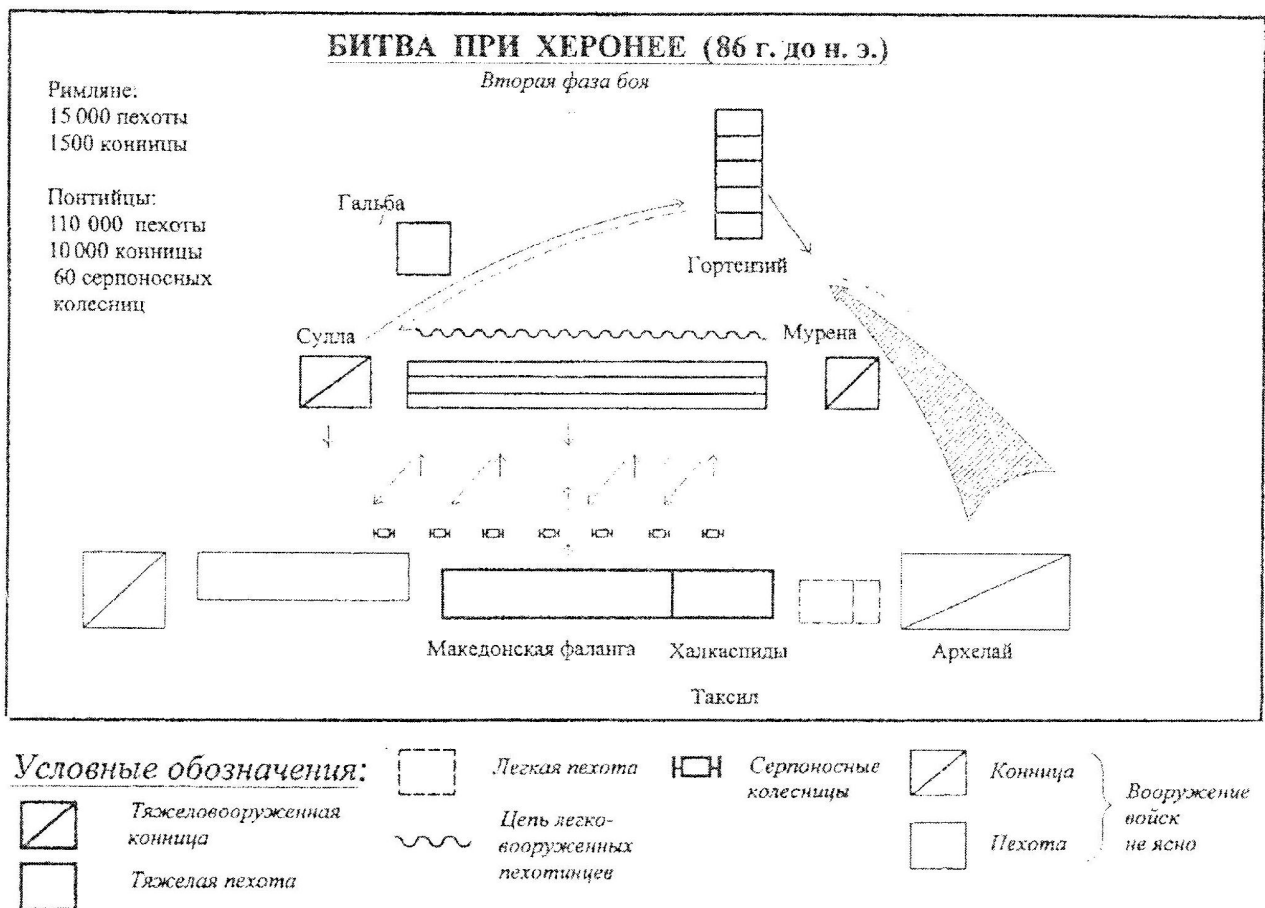 БИТВА ПРИ ХЕРОНЕЕ (86 г. до н. э.)
Вторая фаза боя
Римляне:
15 000 пехоты
1500 конницы
Понтийцы:
110 000 пехоты
10 000 конницы
60 серпоносных
колесниц
Гальба
Гортензий
Сулла
Мурена
Македонская фаланга
Халкаспиды
Архелай
Таксил
Условные обозначения:
Тяжеловооруженная
конница
Тяжелая пехота
Легкая пехота
Цепь легко-
вооруженных
пехотинцев
Серпоносные
колесницы
Конница
Пехота
Вооружение
войск
не ясно